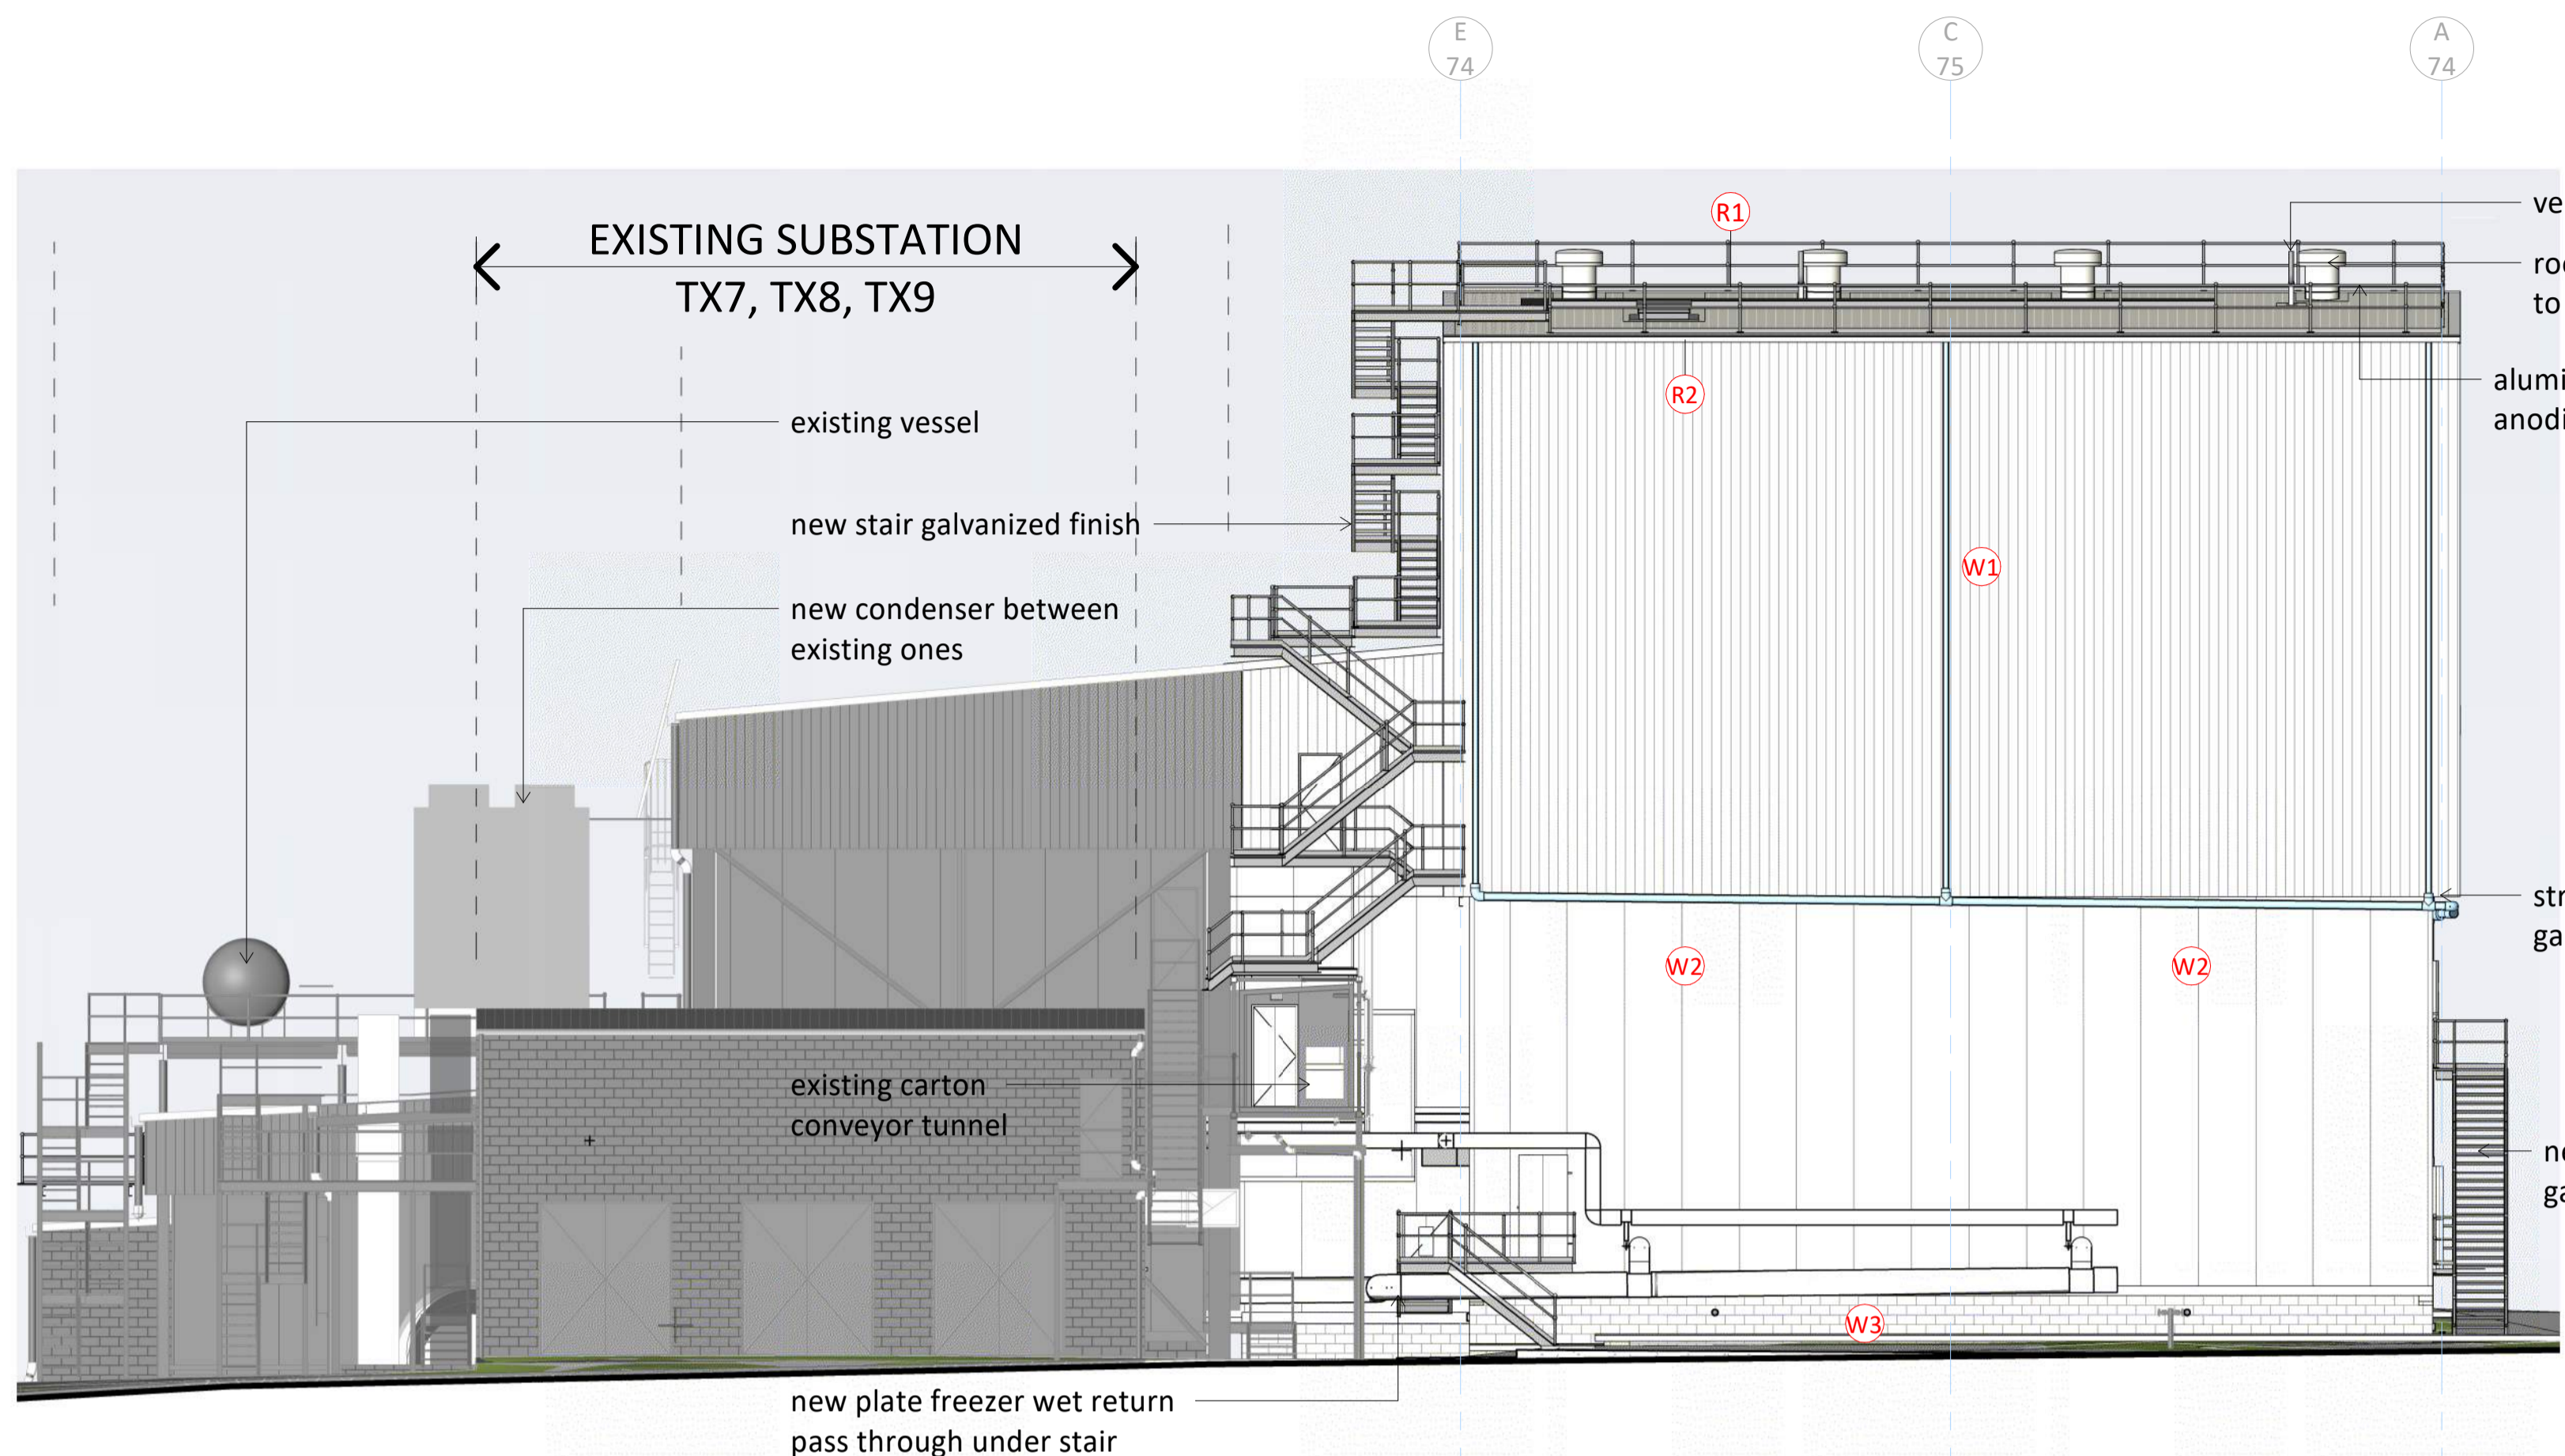 E
74
C
75
A
74
EXISTING SUBSTATION
TX7, TX8, TX9
R1
R2
existing vessel
new stair galvanized finish
new condenser between
existing ones
W1
W2
W2
existing carton
conveyor tunnel
W3
new plate freezer wet return
pass through under stair
to